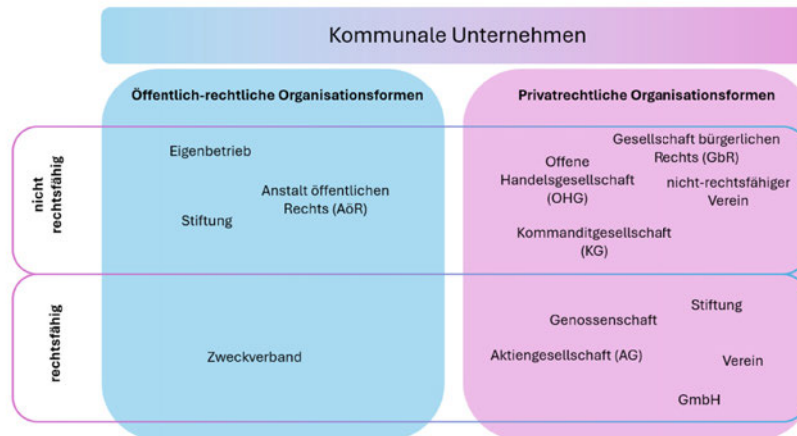 Kommunale Unternehmen
Öffentlich-rechtliche Organisationsformen
Privatrechtliche Organisationsformen
nicht
rechtsfähig
Eigenbetrieb
Anstalt öffentlichen
Rechts (AöR)
Stiftung
Gesellschaft bürgerlichen
Rechts (GbR)
Offene
Handelsgesellschaft
(OHG)
nicht-rechtsfähiger
Verein
Kommanditgesellschaft
(KG)
rechtsfähig
Zweckverband
Stiftung
Genossenschaft
Aktiengesellschaft (AG)
Verein
GmbH